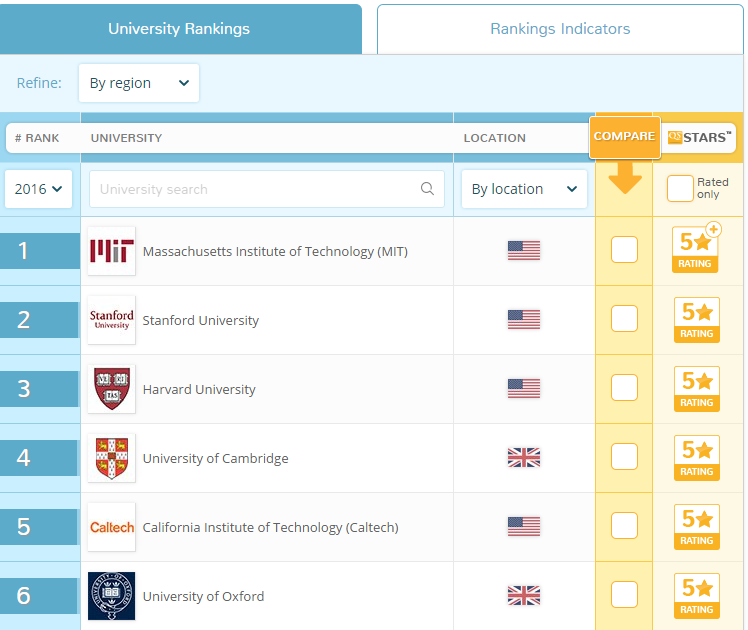 University Rankings
Rankings Indicators
Refine:
By region
# RANK
UNIVERSITY
LOCATION
COMPARE
QS STARS™
2016
University search
By location
Rated
only
1
MIT
Massachusetts Institute of Technology (MIT)
5
+
RATING
2
Stanford
University
Stanford University
5
RATING
3
VE RI
TAS
Harvard University
5
RATING
4
University of Cambridge
5
RATING
5
Caltech
California Institute of Technology (Caltech)
5
RATING
6
UNIVERSITY OF OXFORD
University of Oxford
5
RATING